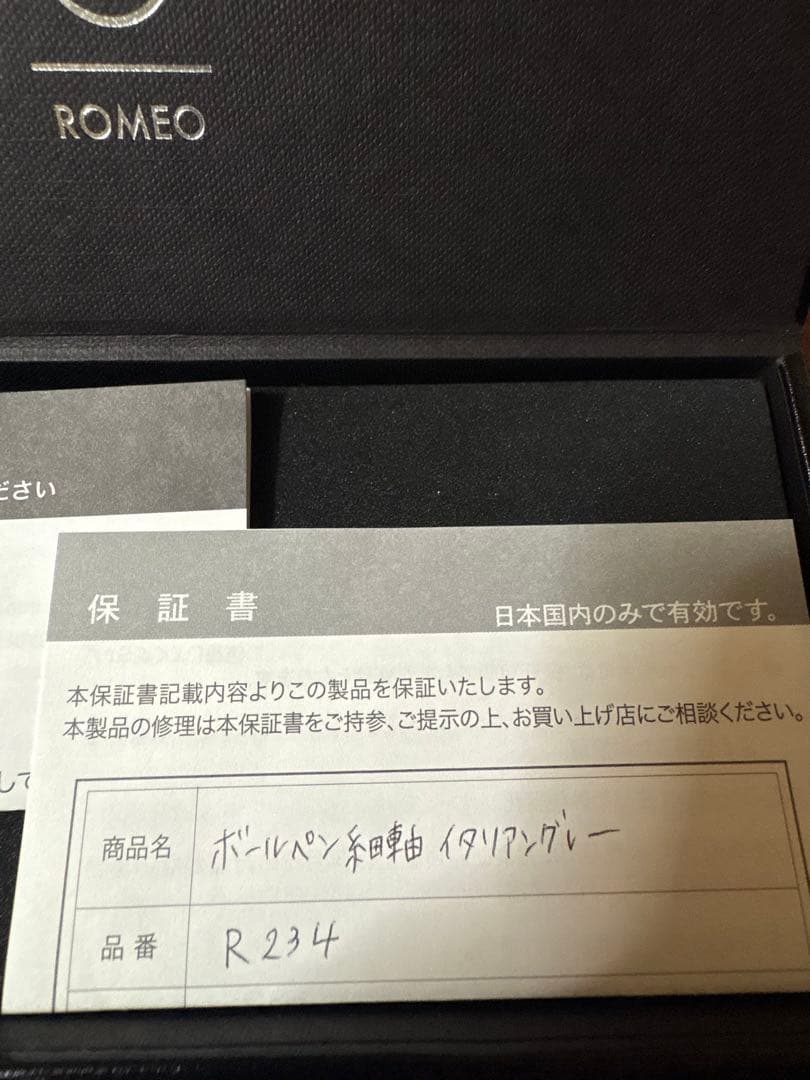 ROMEO
ださい
保証書
日本国内のみで有効です。
本保証書記載内容よりこの製品を保証いたします。
本製品の修理は本保証書をご持参、ご提示の上、お買い上げ店にご相談ください。
して
商品名 ボールペン細軸 イタリアングレー
品番 R 234